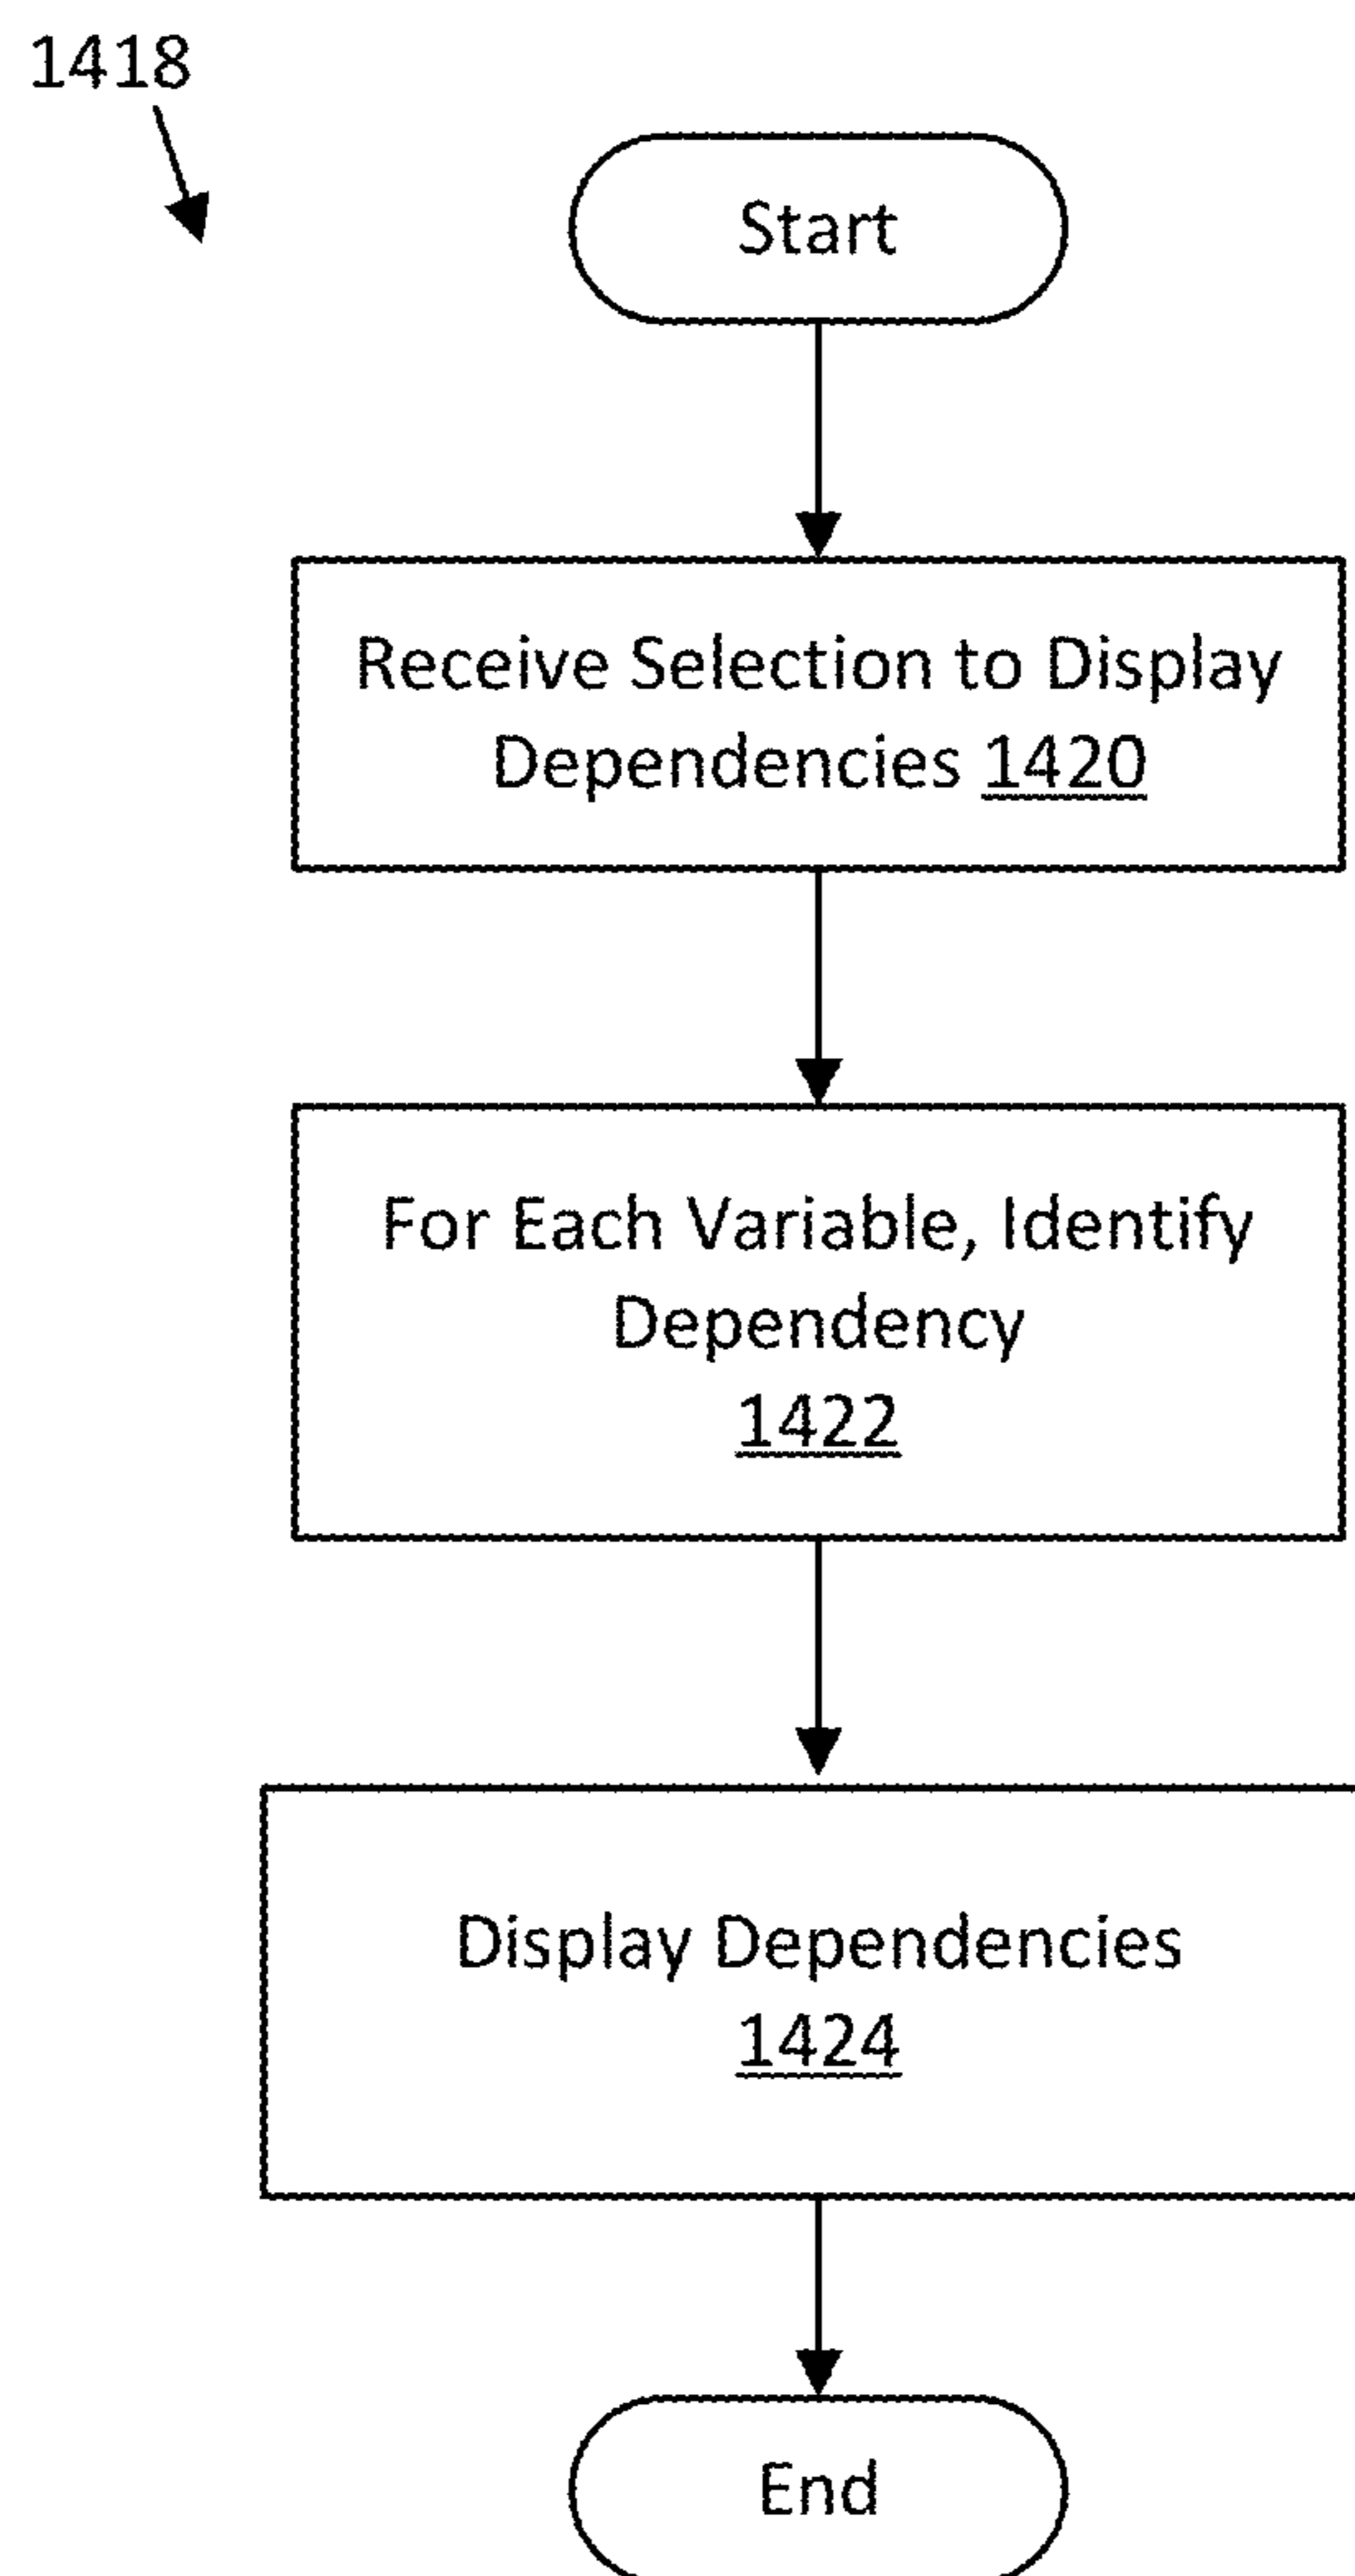 1418
Start
Receive Selection to Display
Dependencies 1420
For Each Variable, Identify
Dependency
1422
Display Dependencies
1424
End